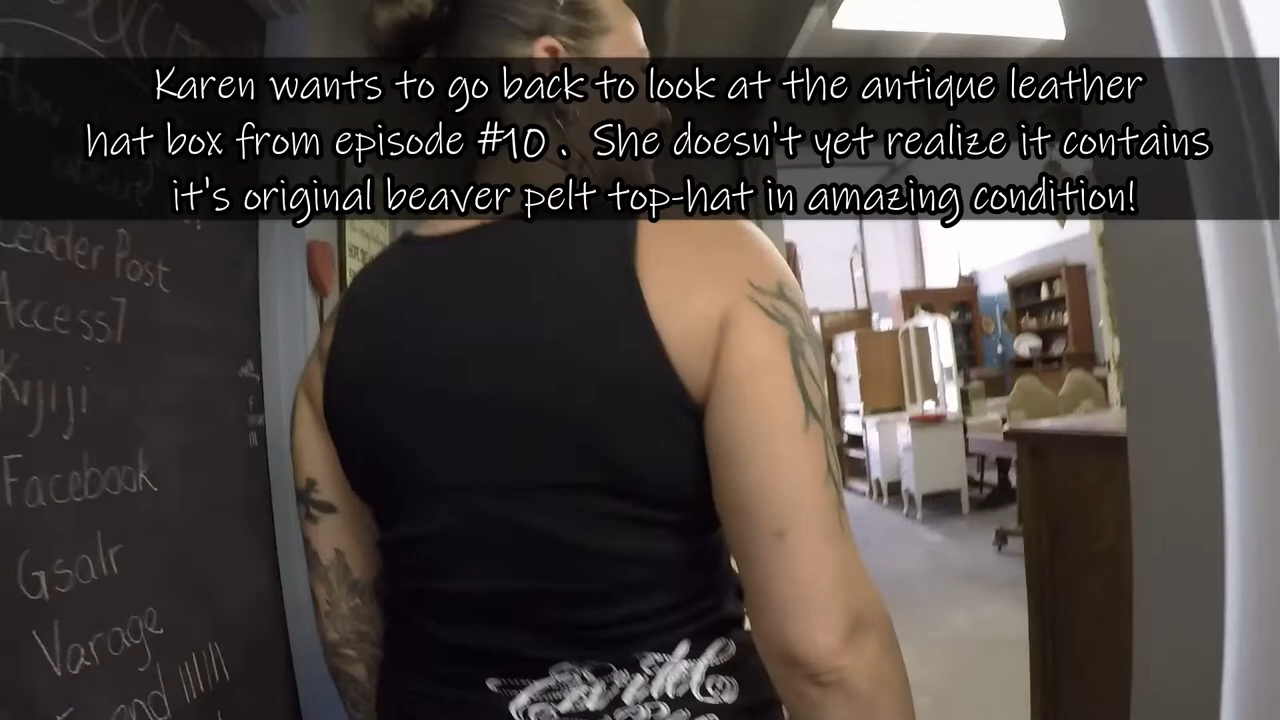 Karen wants to go back to look at the antique leather
hat box from episode #10 . She doesn't yet realize it contains
it's original beaver pelt top-hat in amazing condition!
Leader Post
Access7
Kijiji
Facebook
Gsalr
Varage